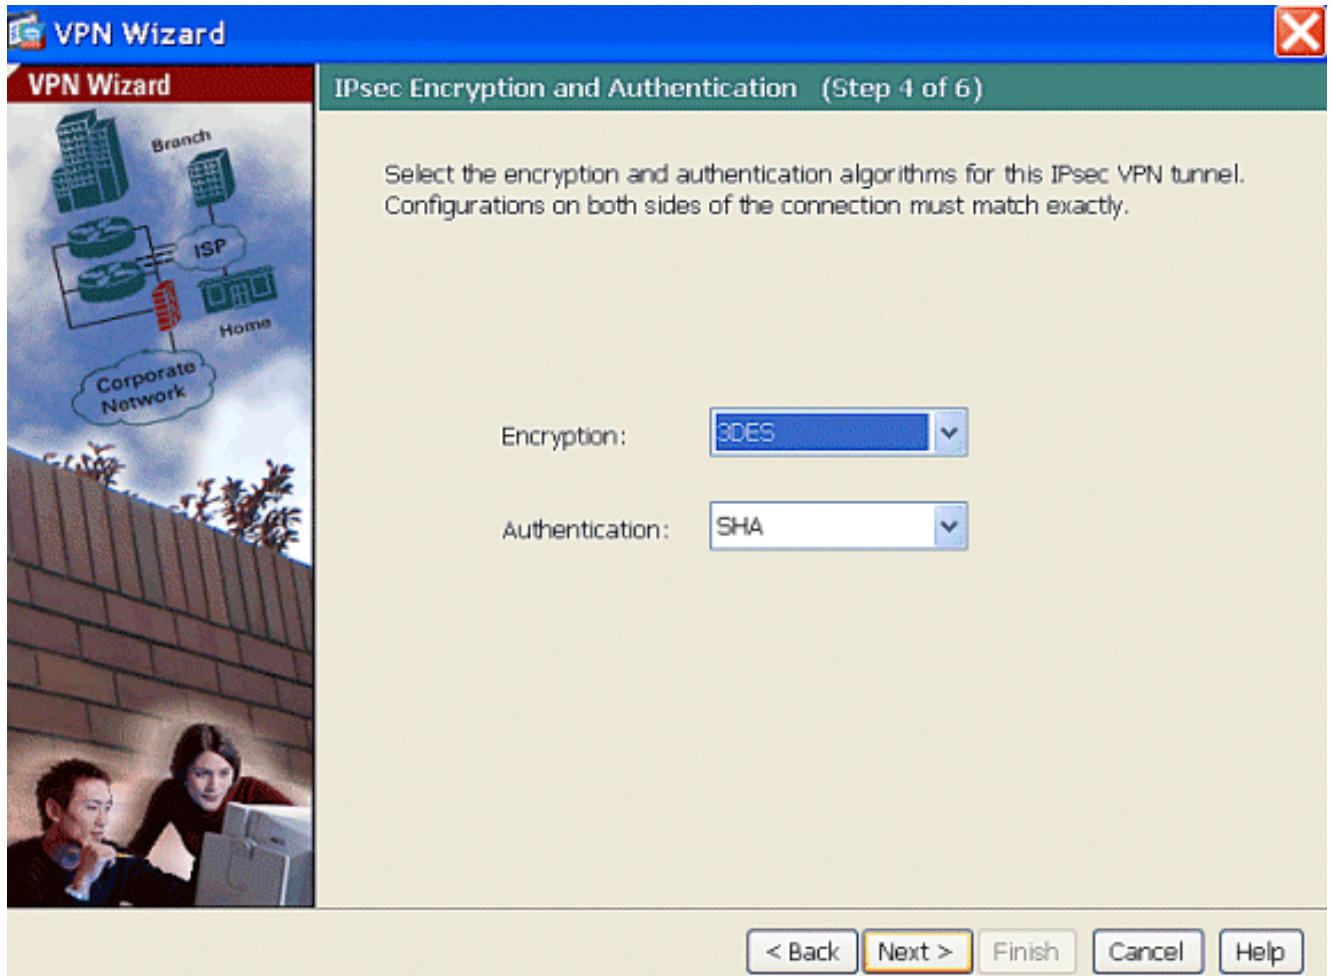 VPN Wizard
VPN Wizard
IPsec Encryption and Authentication (Step 4 of 6)
Branch
ISP
Home
Corporate
Network
Select the encryption and authentication algorithms for this IPsec VPN tunnel.
Configurations on both sides of the connection must match exactly.
Encryption: 3DES
Authentication: SHA
< Back Next > Finish Cancel Help